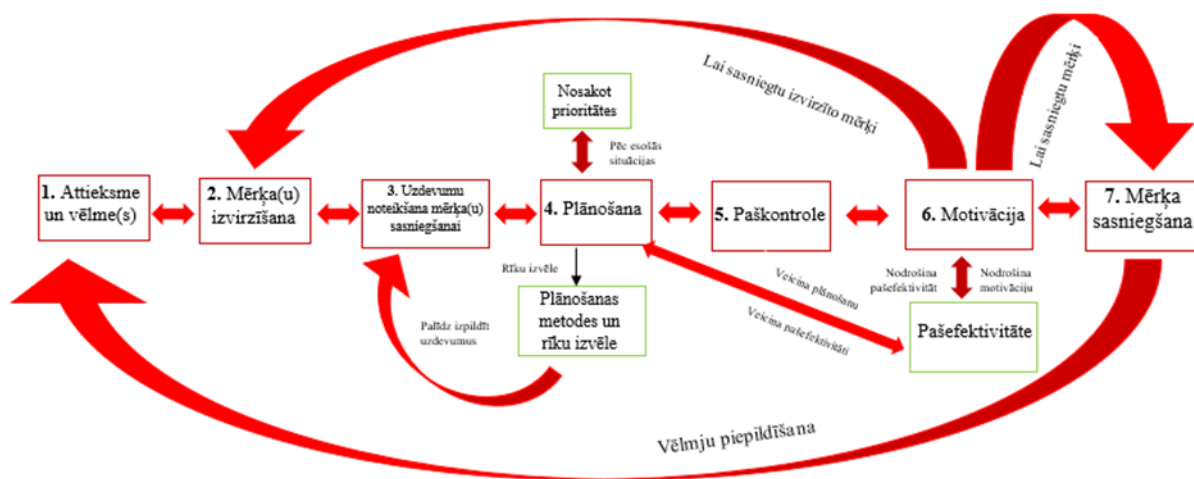 Lai sasniegtu izvirzīto mērķi
Lai sasniegtu mērķi
Nosakot
prioritātes
Pēc esošās
situācijas
1. Attieksme
un vēlme(s)
2. Mērķa(u)
izvirzīšana
3. Uzdevumu
noteikšana mērķa(u)
sasniegšanai
4. Plānošana
5. Paškontrole
6. Motivācija
7. Mērķa
sasniegšana
Rīku izvēle
Palīdz izpildīt
uzdevumus
Plānošanas
metodes un
rīku izvēle
Veicina plānošanu
Veicina pašefektivitāti
Nodrošina
pašefektivitāt
Nodrošina
motivāciju
Pašefektivitāte
Vēlmju piepildīšana